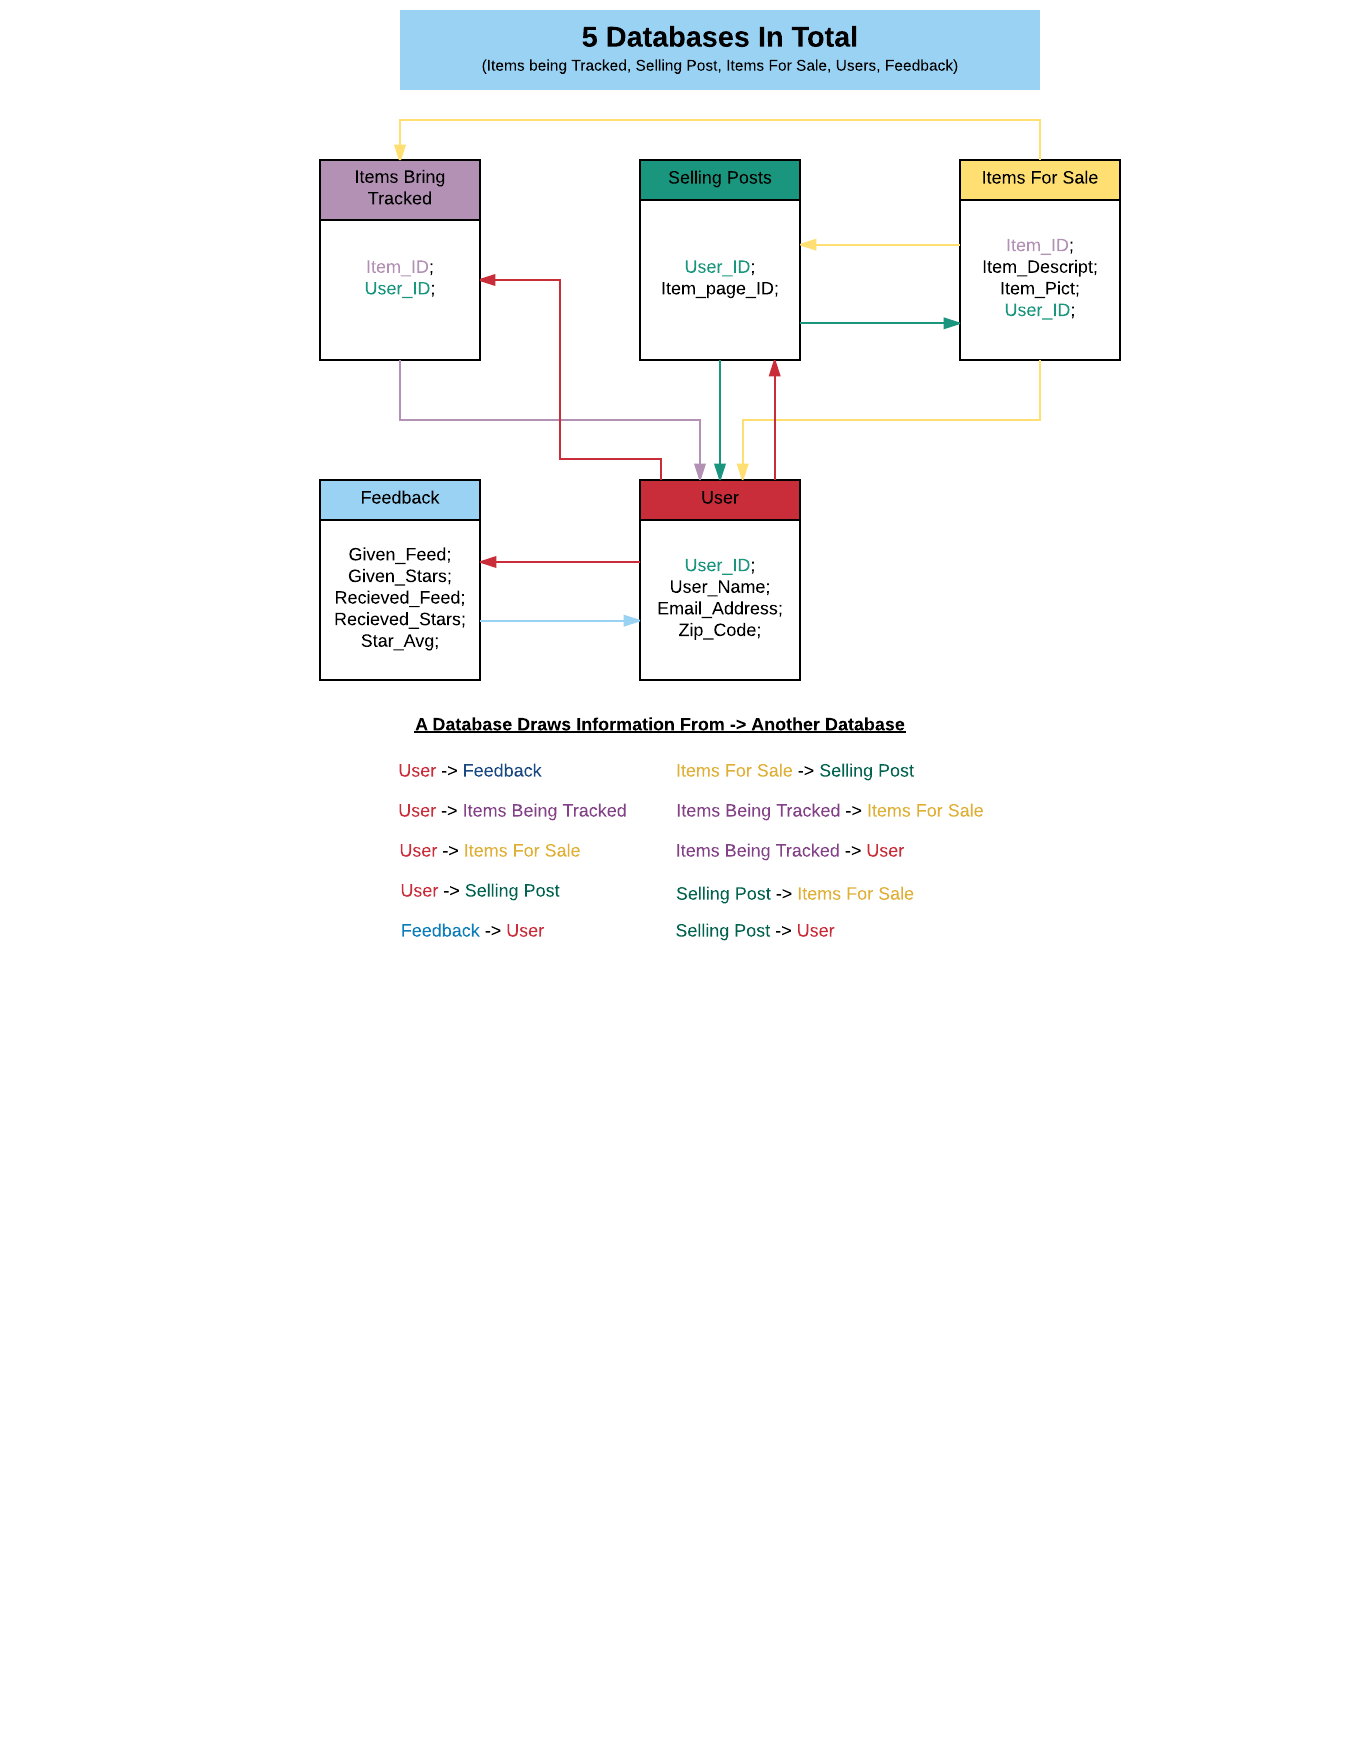 5 Databases In Total
(Items being Tracked, Selling Post, Items For Sale, Users, Feedback)
Items Bring
Tracked
Item_ID;
User_ID;
Selling Posts
User_ID;
Item_page_ID;
Items For Sale
Item_ID;
Item_Descript;
Item_Pict;
User_ID;
Feedback
Given_Feed;
Given_Stars;
Recieved_Feed;
Recieved_Stars;
Star_Avg;
User
User_ID;
User_Name;
Email_Address;
Zip_Code;
A Database Draws Information From -> Another Database
User -> Feedback
User -> Items Being Tracked
User -> Items For Sale
User -> Selling Post
Feedback -> User
Items For Sale -> Selling Post
Items Being Tracked -> Items For Sale
Items Being Tracked -> User
Selling Post -> Items For Sale
Selling Post -> User